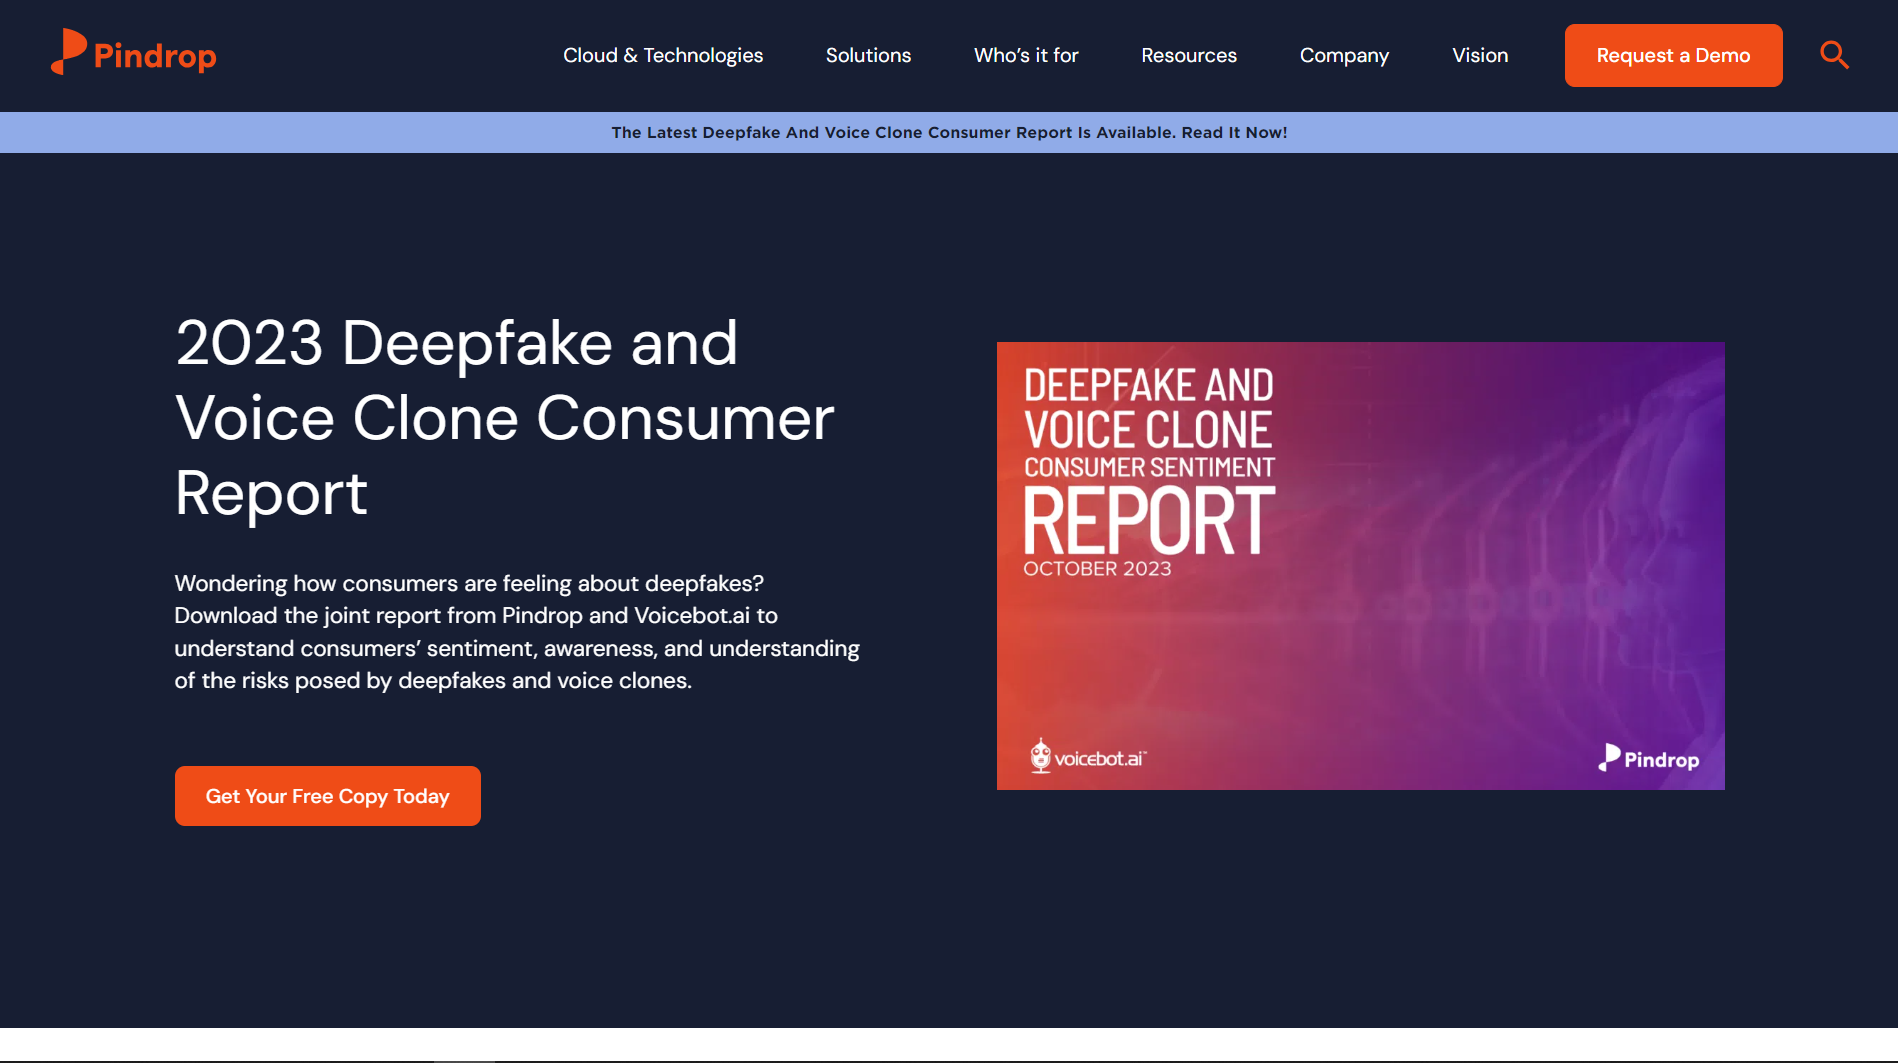 Pindrop
Cloud & Technologies
Solutions
Who's it for
Resources
Company
Vision
Request a Demo
The Latest Deepfake And Voice Clone Consumer Report Is Available. Read It Now!
2023 Deepfake and
Voice Clone Consumer
Report
Wondering how consumers are feeling about deepfakes?
Download the joint report from Pindrop and Voicebot.ai to
understand consumers' sentiment, awareness, and understanding
of the risks posed by deepfakes and voice clones.
Get Your Free Copy Today
DEEPFAKE AND
VOICE CLONE
CONSUMER SENTIMENT
REPORT
OCTOBER 2023
voicebot.ai™
Pindrop